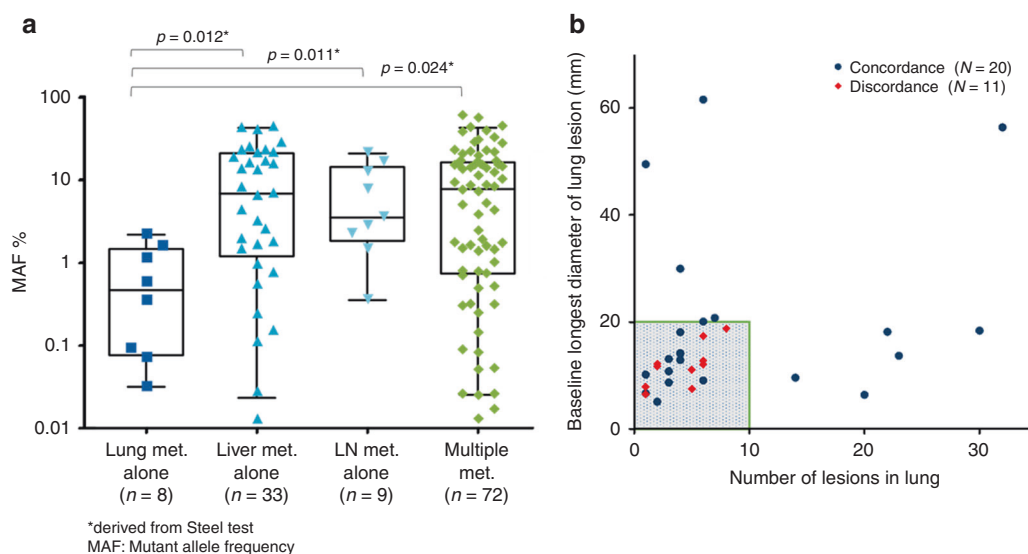 a
p = 0.012*
p = 0.011*
p = 0.024*
100
10
1
0.1
0.01
MAF %
Lung met. alone (n = 8)
Liver met. alone (n = 33)
LN met. alone (n = 9)
Multiple met. (n = 72)
*derived from Steel test
MAF: Mutant allele frequency
b
Concordance (N = 20)
Discordance (N = 11)
Baseline longest diameter of lung lesion (mm)
60
40
20
0
0 10 20 30
Number of lesions in lung